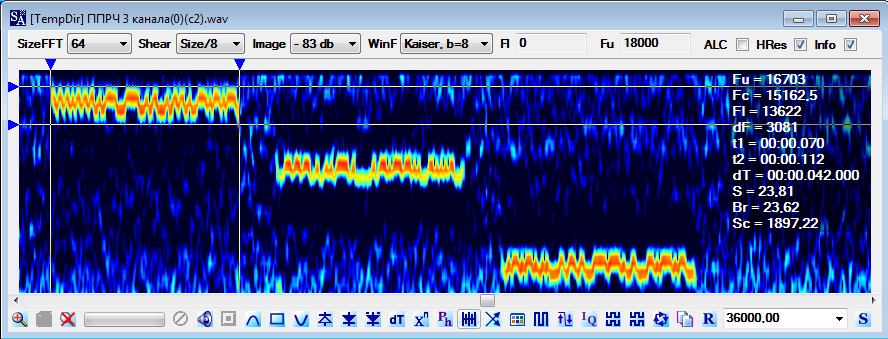 [TempDir] ППРЧ 3 канала(0)(c2).wav
SizeFFT 64 Shear Size/8 Image - 83 db WinF Kaiser, b=8 Fl 0 Fu 18000 ALC HRes Info
Fu = 16703
Fc = 15162,5
Fl = 13622
dF = 3081
t1 = 00:00.070
t2 = 00:00.112
dT = 00:00.042.000
S = 23,81
Br = 23,62
Sc = 1897,22
dT Xⁿ Ph IQ R 36000,00 S